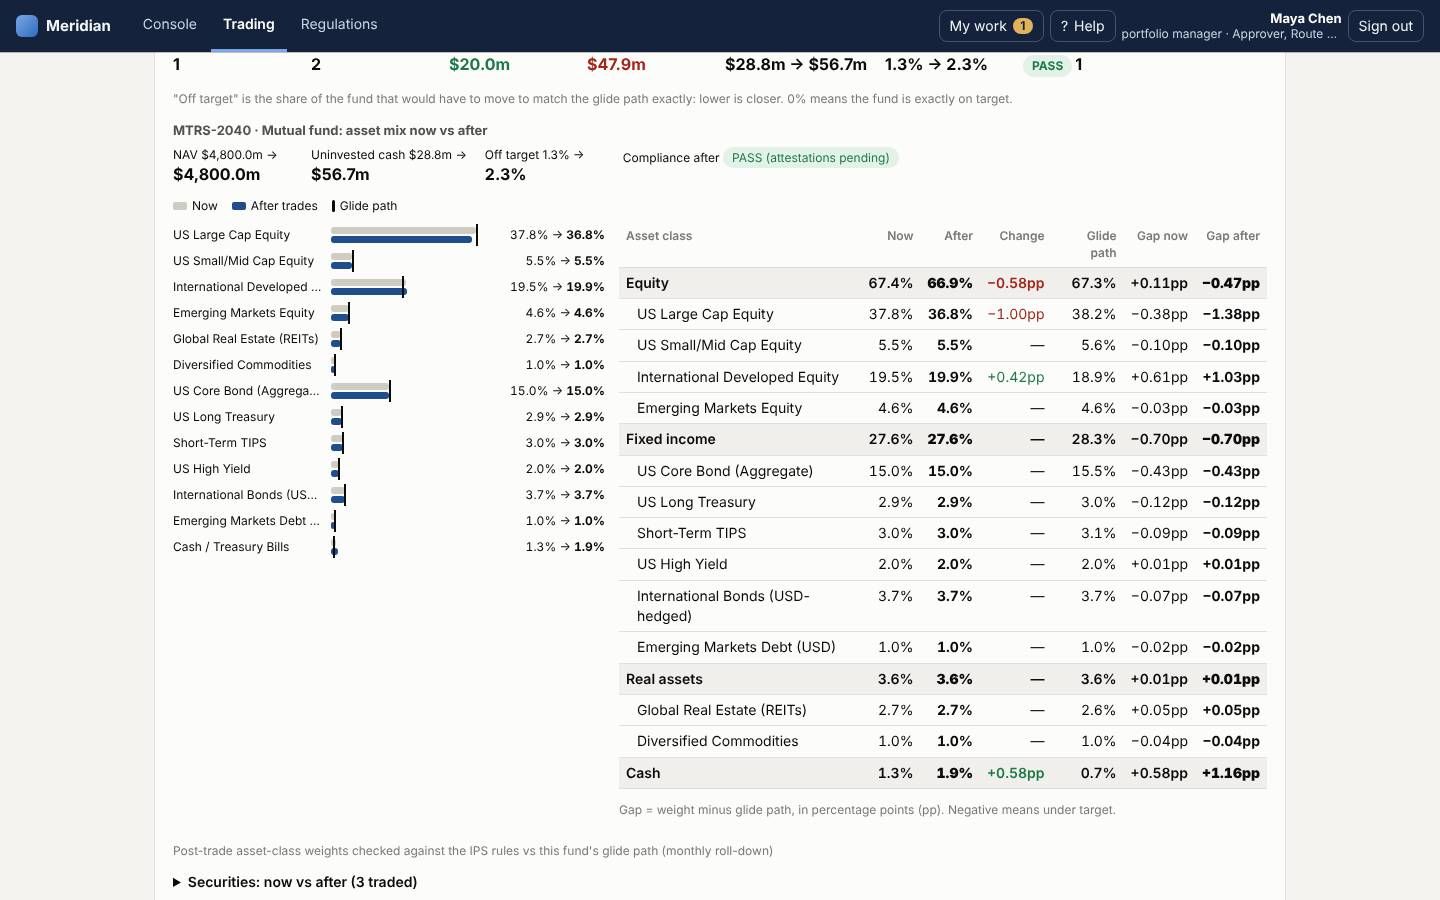 Meridian Console Trading Regulations My work 1 ? Help Maya Chen Sign out
portfolio manager · Approver, Route ...
1 2 $20.0m $47.9m $28.8m → $56.7m 1.3% → 2.3% PASS 1
"Off target" is the share of the fund that would have to move to match the glide path exactly: lower is closer. 0% means the fund is exactly on target.
MTRS-2040 · Mutual fund: asset mix now vs after
NAV $4,800.0m → Uninvested cash $28.8m → Off target 1.3% → Compliance after PASS (attestations pending)
$4,800.0m $56.7m 2.3%
Now After trades Glide path
US Large Cap Equity 37.8% → 36.8%
US Small/Mid Cap Equity 5.5% → 5.5%
International Developed ... 19.5% → 19.9%
Emerging Markets Equity 4.6% → 4.6%
Global Real Estate (REITs) 2.7% → 2.7%
Diversified Commodities 1.0% → 1.0%
US Core Bond (Aggrega... 15.0% → 15.0%
US Long Treasury 2.9% → 2.9%
Short-Term TIPS 3.0% → 3.0%
US High Yield 2.0% → 2.0%
International Bonds (US... 3.7% → 3.7%
Emerging Markets Debt ... 1.0% → 1.0%
Cash / Treasury Bills 1.3% → 1.9%
Asset class Now After Change Glide path Gap now Gap after
Equity 67.4% 66.9% −0.58pp 67.3% +0.11pp −0.47pp
US Large Cap Equity 37.8% 36.8% −1.00pp 38.2% −0.38pp −1.38pp
US Small/Mid Cap Equity 5.5% 5.5% — 5.6% −0.10pp −0.10pp
International Developed Equity 19.5% 19.9% +0.42pp 18.9% +0.61pp +1.03pp
Emerging Markets Equity 4.6% 4.6% — 4.6% −0.03pp −0.03pp
Fixed income 27.6% 27.6% — 28.3% −0.70pp −0.70pp
US Core Bond (Aggregate) 15.0% 15.0% — 15.5% −0.43pp −0.43pp
US Long Treasury 2.9% 2.9% — 3.0% −0.12pp −0.12pp
Short-Term TIPS 3.0% 3.0% — 3.1% −0.09pp −0.09pp
US High Yield 2.0% 2.0% — 2.0% +0.01pp +0.01pp
International Bonds (USD-hedged) 3.7% 3.7% — 3.7% −0.07pp −0.07pp
Emerging Markets Debt (USD) 1.0% 1.0% — 1.0% −0.02pp −0.02pp
Real assets 3.6% 3.6% — 3.6% +0.01pp +0.01pp
Global Real Estate (REITs) 2.7% 2.7% — 2.6% +0.05pp +0.05pp
Diversified Commodities 1.0% 1.0% — 1.0% −0.04pp −0.04pp
Cash 1.3% 1.9% +0.58pp 0.7% +0.58pp +1.16pp
Gap = weight minus glide path, in percentage points (pp). Negative means under target.
Post-trade asset-class weights checked against the IPS rules vs this fund's glide path (monthly roll-down)
Securities: now vs after (3 traded)